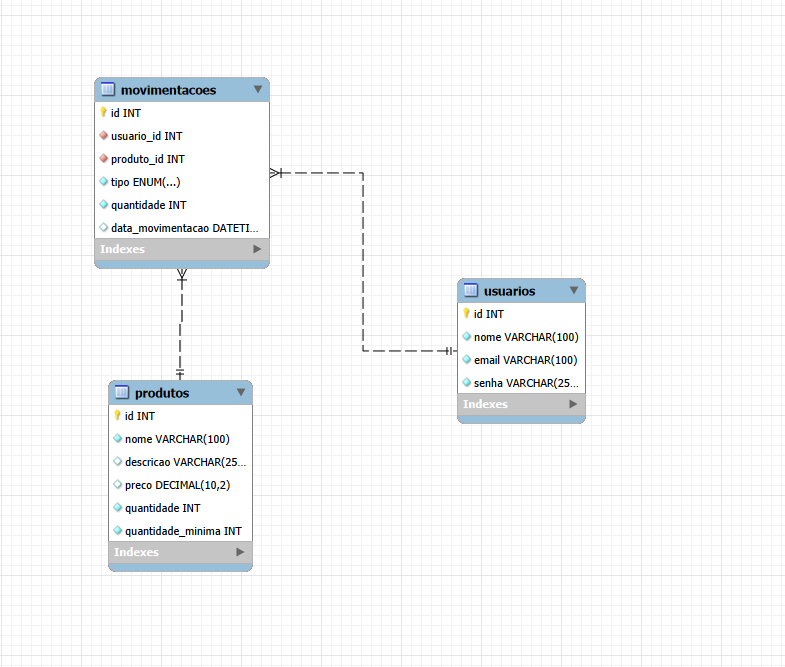 movimentacoes
id INT
usuario_id INT
produto_id INT
tipo ENUM(...)
quantidade INT
data_movimentacao DATETI...
Indexes
usuarios
id INT
nome VARCHAR(100)
email VARCHAR(100)
senha VARCHAR(25...
Indexes
produtos
id INT
nome VARCHAR(100)
descricao VARCHAR(25...
preco DECIMAL(10,2)
quantidade INT
quantidade_minima INT
Indexes